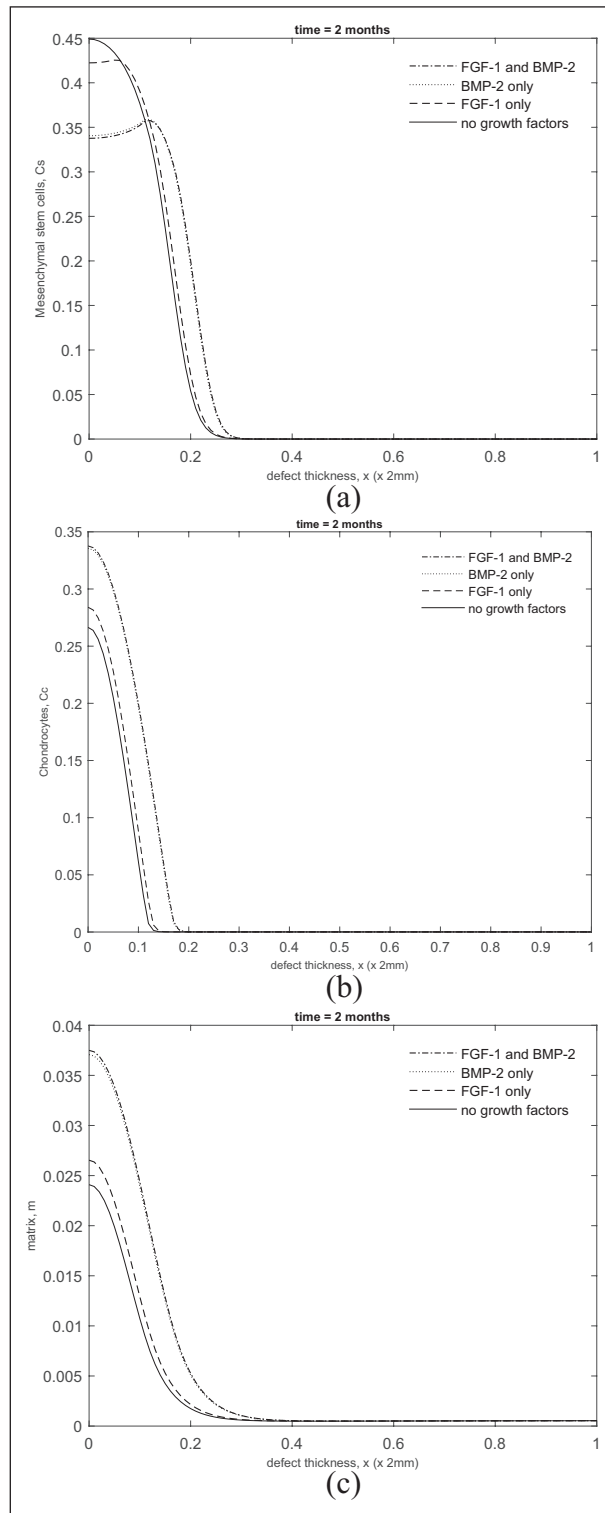 time = 2 months
0.45
0.4
0.35
0.3
0.25
0.2
0.15
0.1
0.05
0
Mesenchymal stem cells, Cs
FGF-1 and BMP-2
BMP-2 only
FGF-1 only
no growth factors
0 0.2 0.4 0.6 0.8 1
defect thickness, x (x 2mm)
(a)
time = 2 months
0.35
0.3
0.25
0.2
0.15
0.1
0.05
0
Chondrocytes, Cc
FGF-1 and BMP-2
BMP-2 only
FGF-1 only
no growth factors
0 0.1 0.2 0.3 0.4 0.5 0.6 0.7 0.8 0.9 1
defect thickness, x (x 2mm)
(b)
time = 2 months
0.04
0.035
0.03
0.025
0.02
0.015
0.01
0.005
0
matrix, m
FGF-1 and BMP-2
BMP-2 only
FGF-1 only
no growth factors
0 0.2 0.4 0.6 0.8 1
defect thickness, x (x 2mm)
(c)